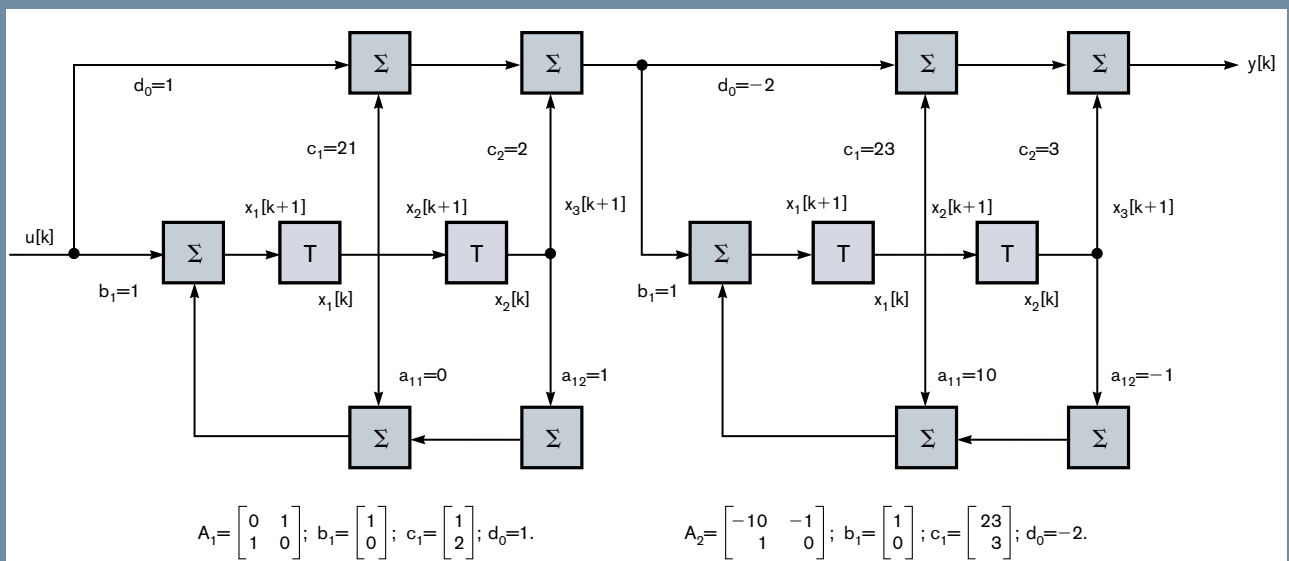 Σ Σ Σ Σ
y[k]
d₀=1 d₀=−2
c₁=21 c₂=2 c₁=23 c₂=3
x₁[k+1] x₂[k+1] x₃[k+1] x₁[k+1] x₂[k+1] x₃[k+1]
u[k]
Σ T T Σ T T
b₁=1 x₁[k] x₂[k] b₁=1 x₁[k] x₂[k]
a₁₁=0 a₁₂=1 a₁₁=10 a₁₂=−1
Σ Σ Σ Σ
A₁=[0 1; 1 0]; b₁=[1; 0]; c₁=[1; 2]; d₀=1.
A₂=[−10 −1; 1 0]; b₁=[1; 0]; c₁=[23; 3]; d₀=−2.